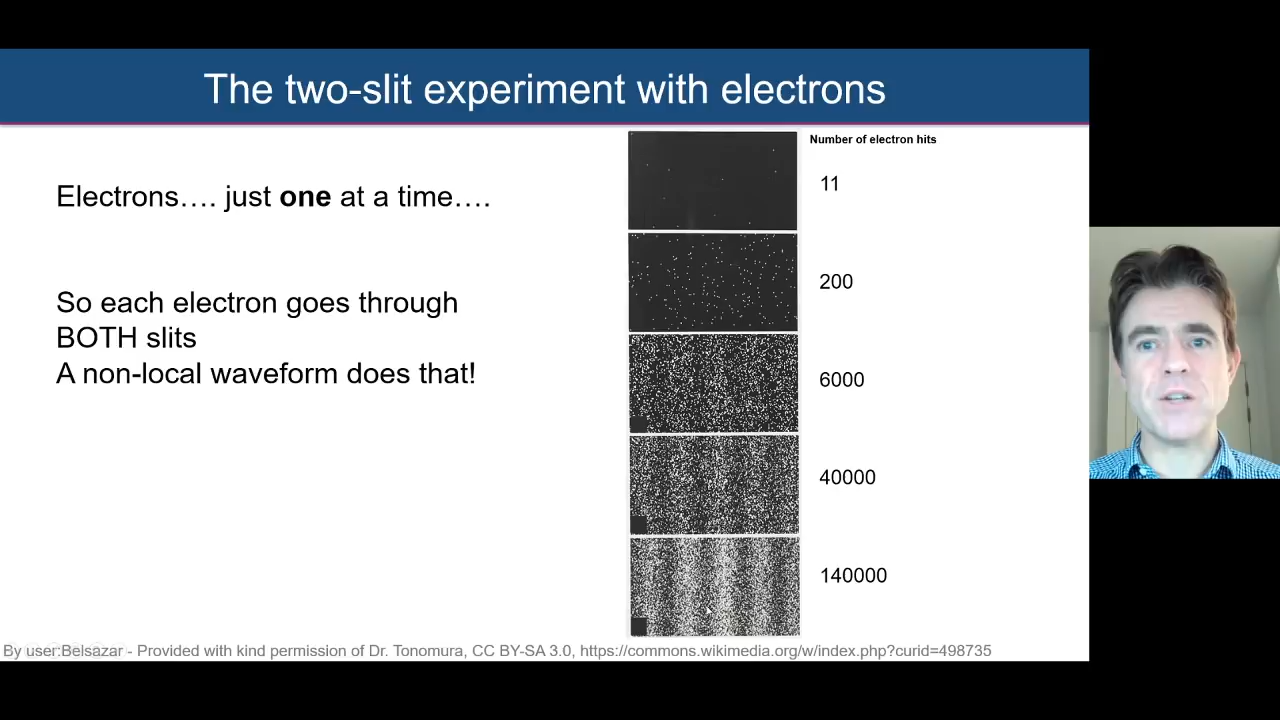 The two-slit experiment with electrons
Electrons…. just one at a time….
So each electron goes through
BOTH slits
A non-local waveform does that!
Number of electron hits
11
200
6000
40000
140000
By user:Belsazar - Provided with kind permission of Dr. Tonomura, CC BY-SA 3.0, https://commons.wikimedia.org/w/index.php?curid=498735